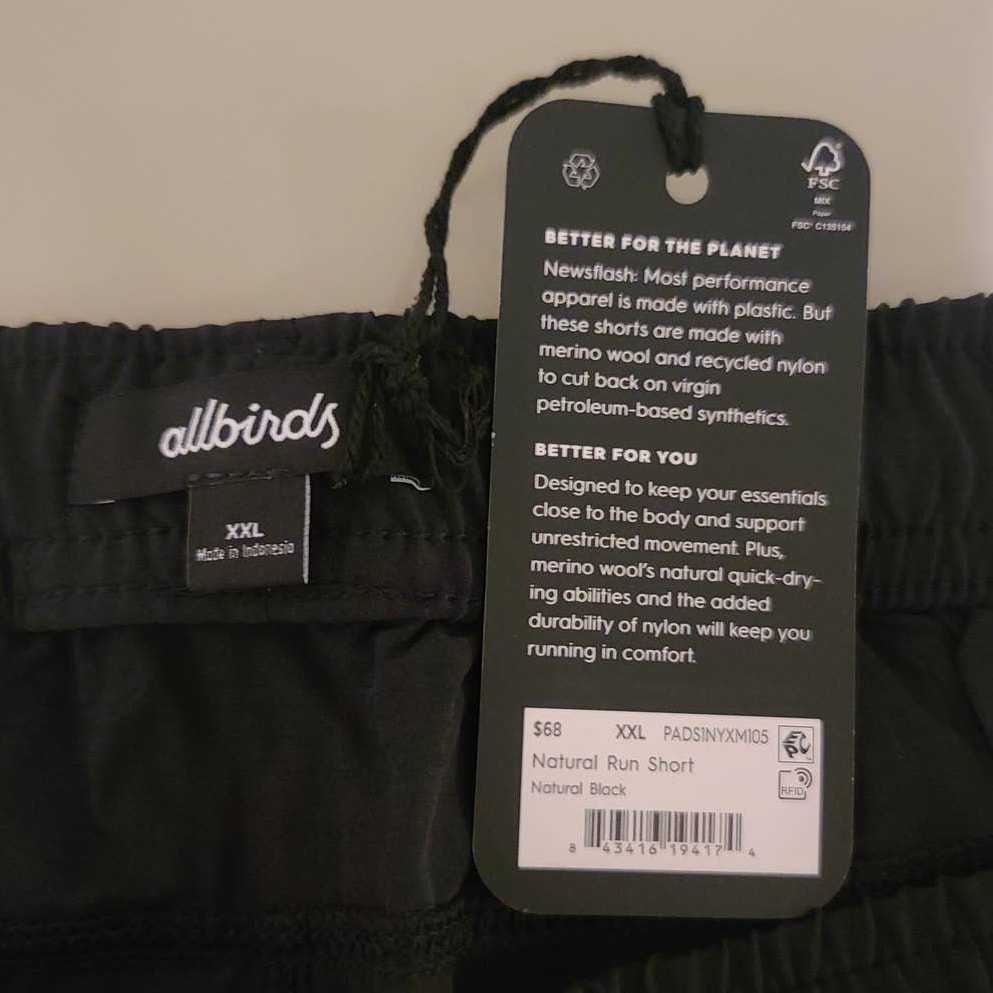 allbirds
XXL
Made in Indonesia
FSC
MIX
Paper
FSC® C135154
BETTER FOR THE PLANET
Newsflash: Most performance
apparel is made with plastic. But
these shorts are made with
merino wool and recycled nylon
to cut back on virgin
petroleum-based synthetics.
BETTER FOR YOU
Designed to keep your essentials
close to the body and support
unrestricted movement. Plus,
merino wool's natural quick-dry-
ing abilities and the added
durability of nylon will keep you
running in comfort.
$68 XXL PADS1NYXM105
EPC
Natural Run Short
RFID
Natural Black
8 43416 19417 4